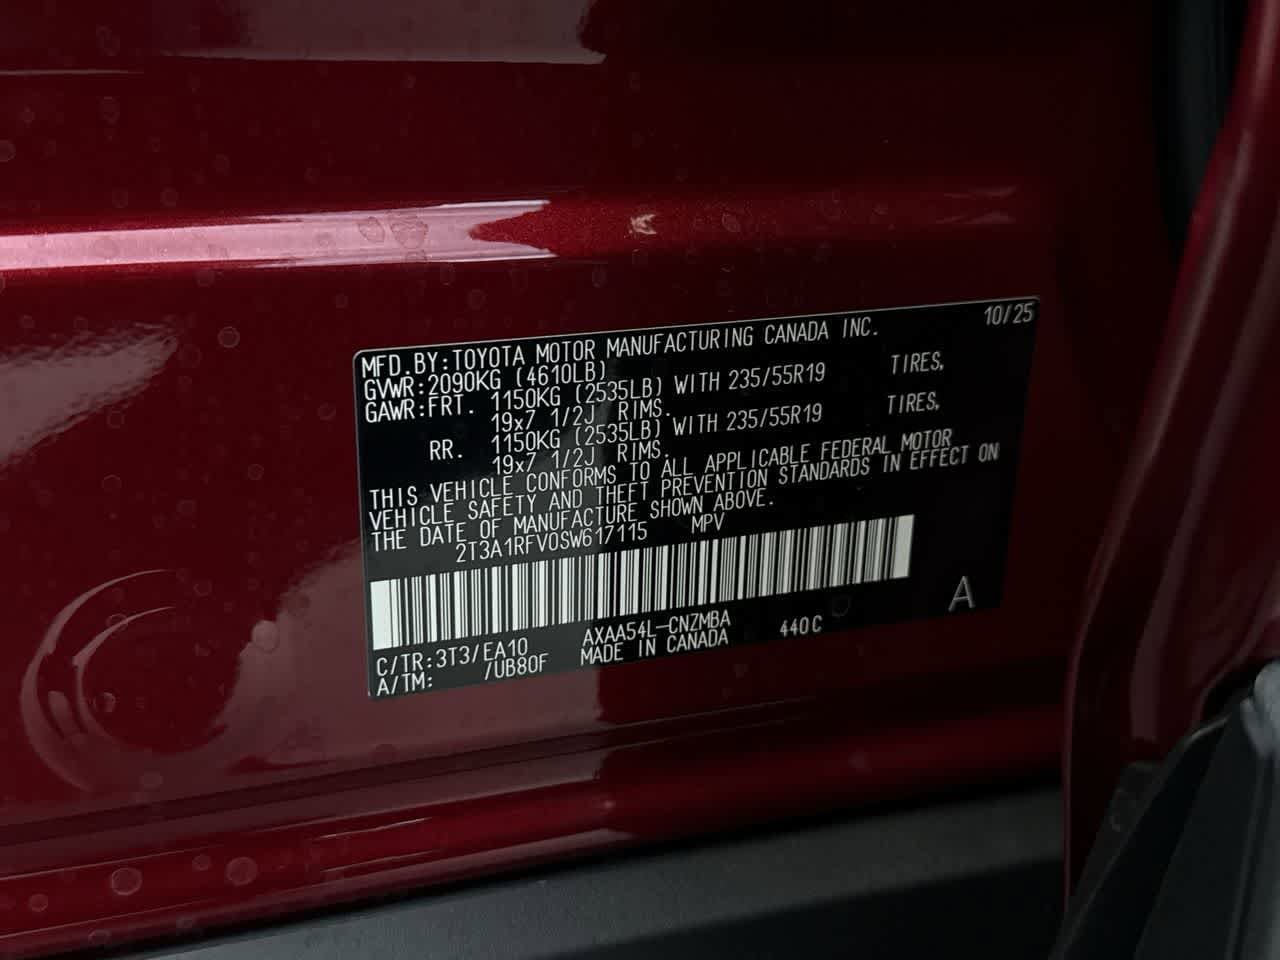 10/25
MFD.BY:TOYOTA MOTOR MANUFACTURING CANADA INC.
GVWR:2090KG (4610LB)
GAWR:FRT. 1150KG (2535LB) WITH 235/55R19 TIRES,
19x7 1/2J RIMS.
RR. 1150KG (2535LB) WITH 235/55R19 TIRES,
19x7 1/2J RIMS.
THIS VEHICLE CONFORMS TO ALL APPLICABLE FEDERAL MOTOR
VEHICLE SAFETY AND THEFT PREVENTION STANDARDS IN EFFECT ON
THE DATE OF MANUFACTURE SHOWN ABOVE.
2T3A1RFV0SW617115 MPV
A
C/TR:3T3/EA10 AXAA54L-CNZMBA 440C
A/TM: /UB80F MADE IN CANADA